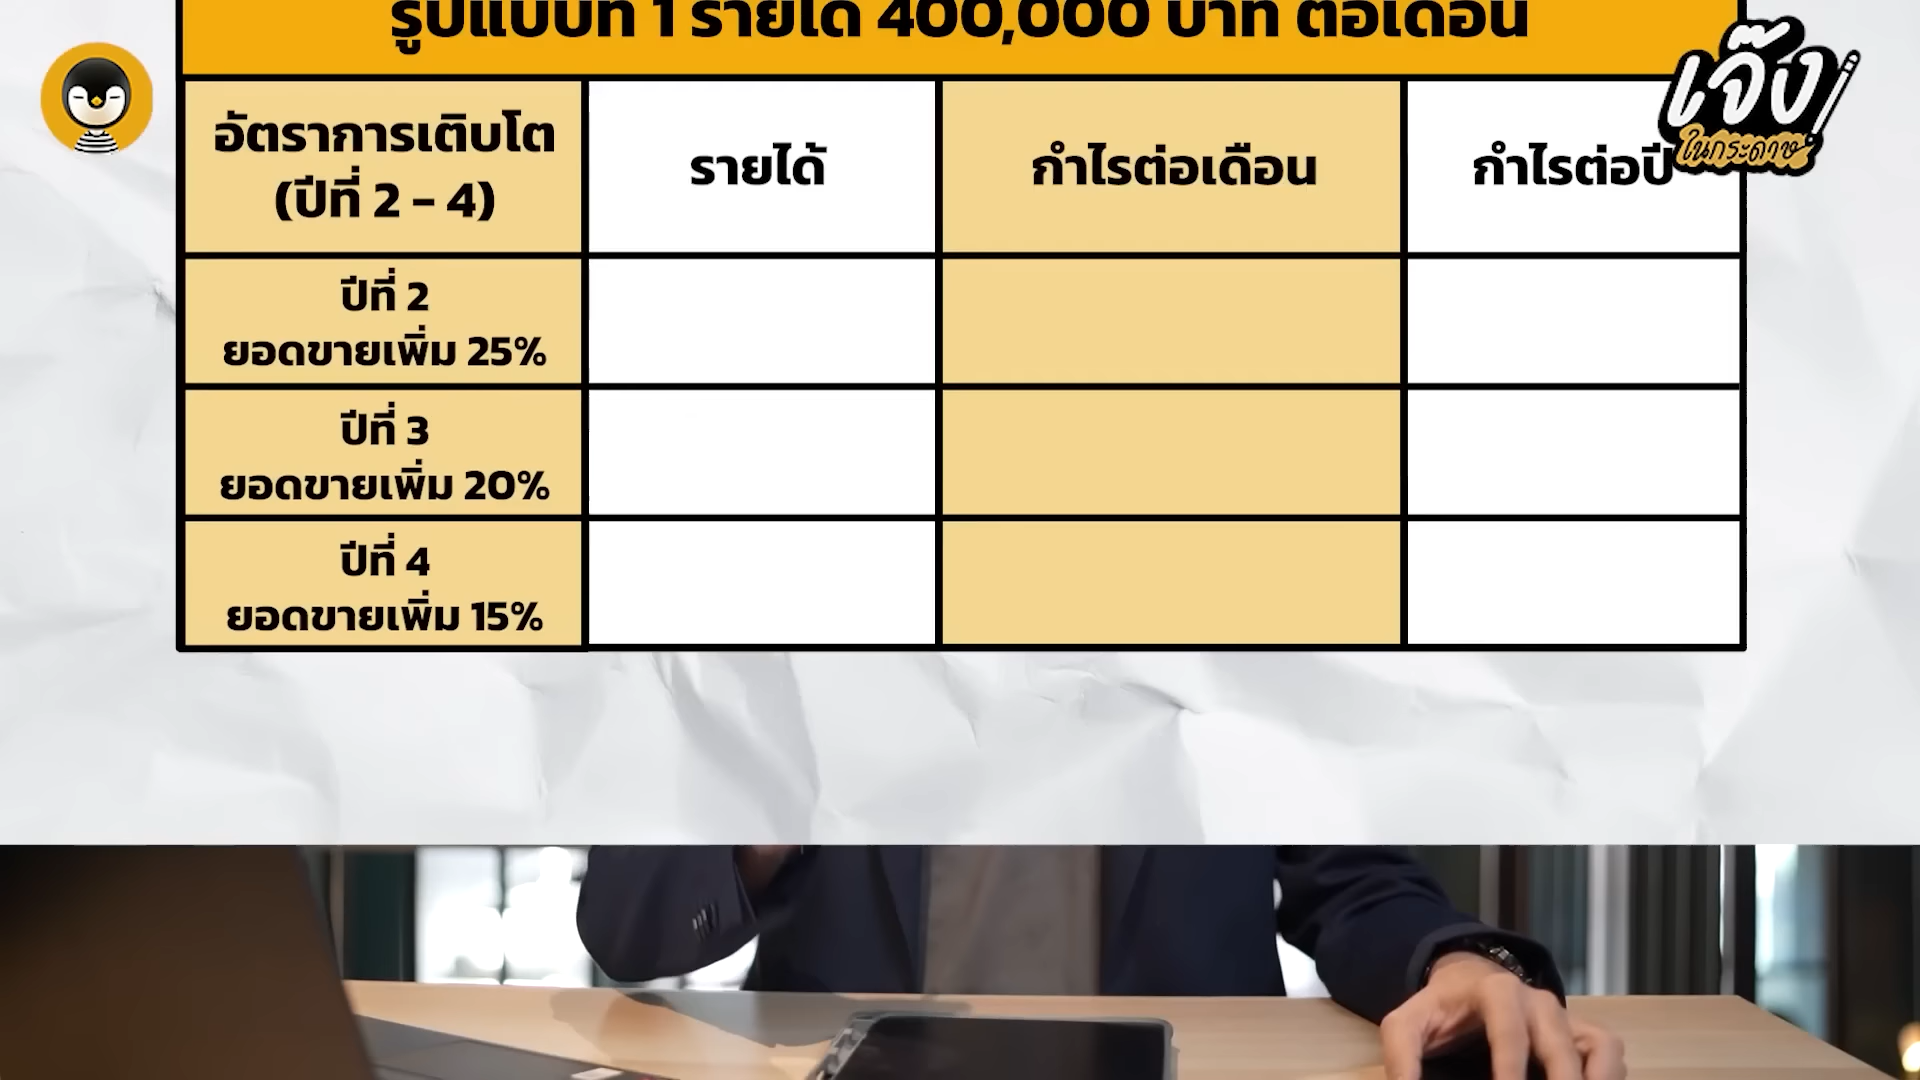 รูปแบบที่ 1 รายได้ 400,000 บาท ต่อเดือน
เจ๊ง
ในกระดาษ
อัตราการเติบโต
(ปีที่ 2 - 4)
รายได้
กำไรต่อเดือน
กำไรต่อปี
ปีที่ 2
ยอดขายเพิ่ม 25%
ปีที่ 3
ยอดขายเพิ่ม 20%
ปีที่ 4
ยอดขายเพิ่ม 15%